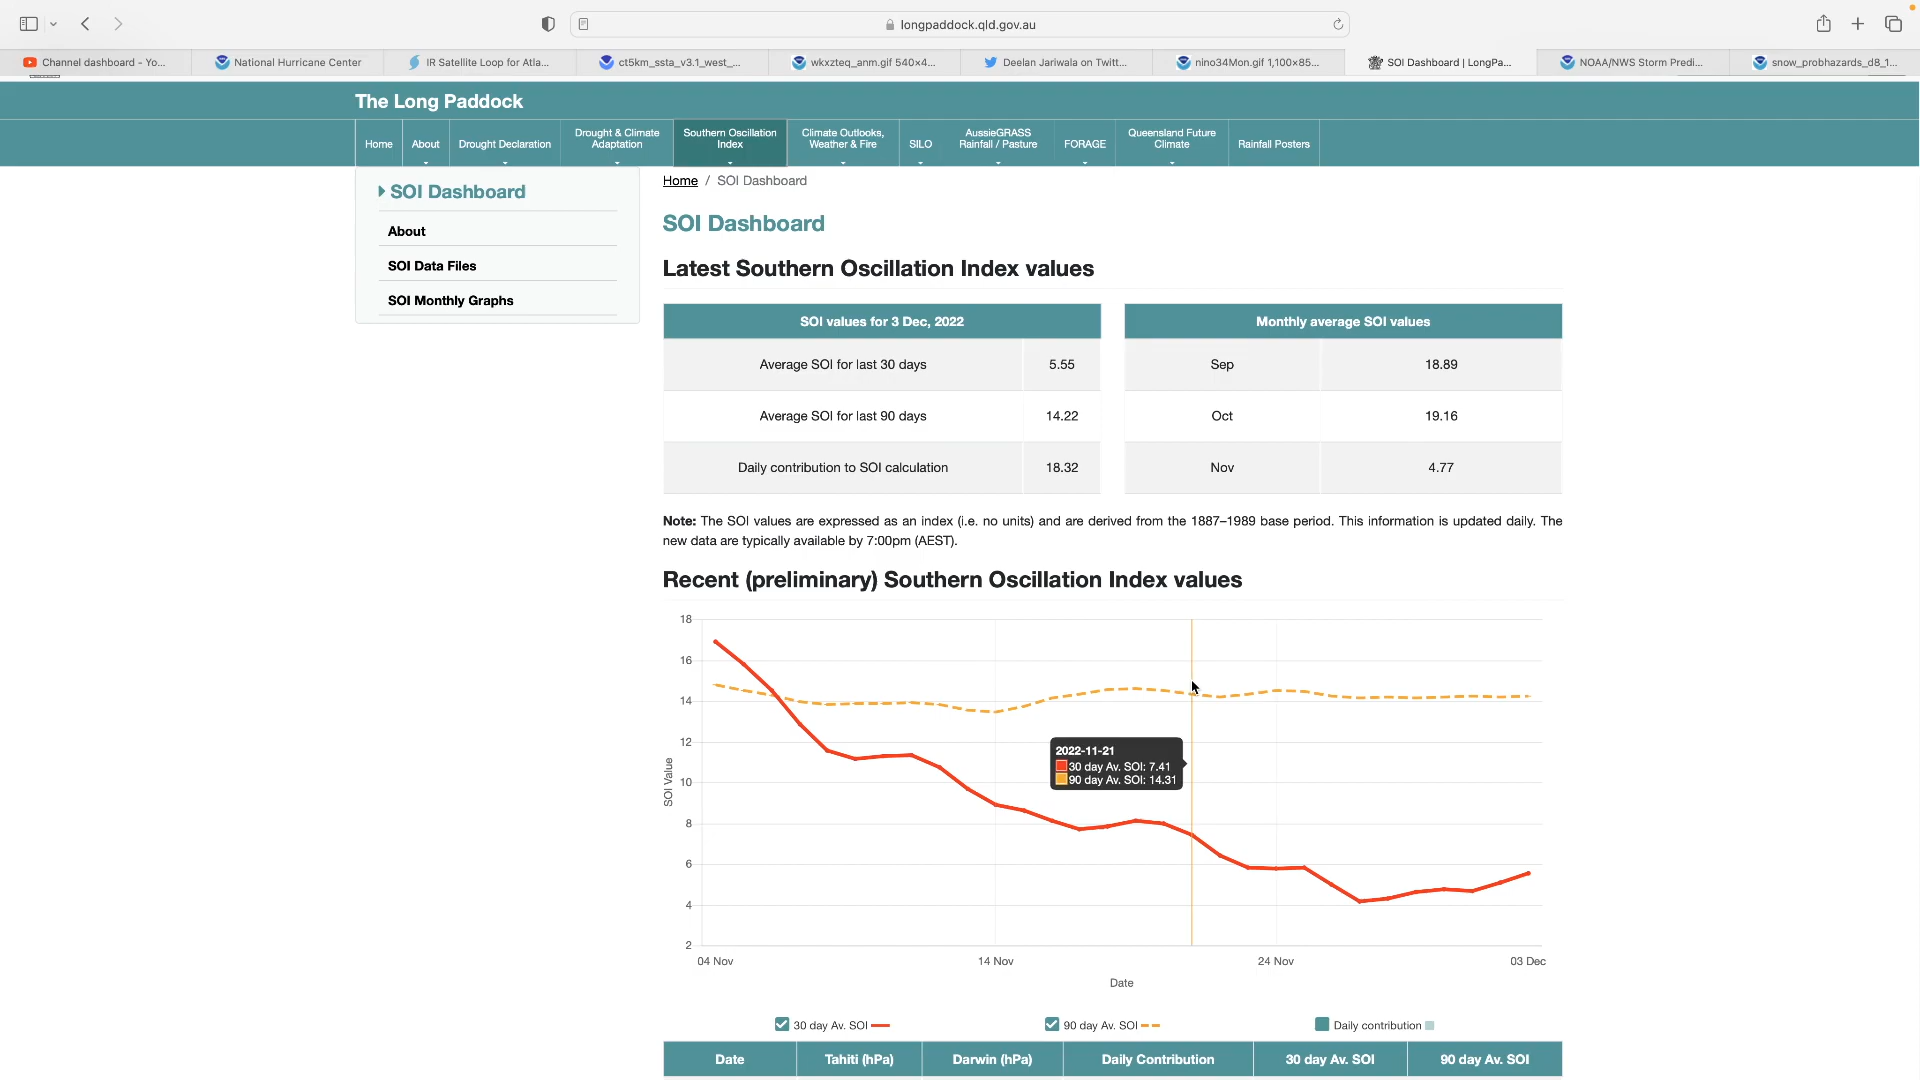 longpaddock.qld.gov.au
Channel dashboard - Yo...
National Hurricane Center
IR Satellite Loop for Atla...
ct5km_ssta_v3.1_west_...
wkxzteq_anm.gif 540×4...
Deelan Jariwala on Twitt...
nino34Mon.gif 1,100×85...
SOI Dashboard | LongPa...
NOAA/NWS Storm Predi...
snow_probhazards_d8_1...
The Long Paddock
Home
About
Drought Declaration
Drought & Climate
Adaptation
Southern Oscillation
Index
Climate Outlooks,
Weather & Fire
SILO
AussieGRASS
Rainfall / Pasture
FORAGE
Queensland Future
Climate
Rainfall Posters
SOI Dashboard
About
SOI Data Files
SOI Monthly Graphs
Home / SOI Dashboard
SOI Dashboard
Latest Southern Oscillation Index values
SOI values for 3 Dec, 2022
Average SOI for last 30 days 5.55
Average SOI for last 90 days 14.22
Daily contribution to SOI calculation 18.32
Monthly average SOI values
Sep 18.89
Oct 19.16
Nov 4.77
Note: The SOI values are expressed as an index (i.e. no units) and are derived from the 1887–1989 base period. This information is updated daily. The
new data are typically available by 7:00pm (AEST).
Recent (preliminary) Southern Oscillation Index values
18
16
14
12
10
8
6
4
2
SOI Value
2022-11-21
30 day Av. SOI: 7.41
90 day Av. SOI: 14.31
04 Nov 14 Nov 24 Nov 03 Dec
Date
30 day Av. SOI 90 day Av. SOI Daily contribution
Date Tahiti (hPa) Darwin (hPa) Daily Contribution 30 day Av. SOI 90 day Av. SOI